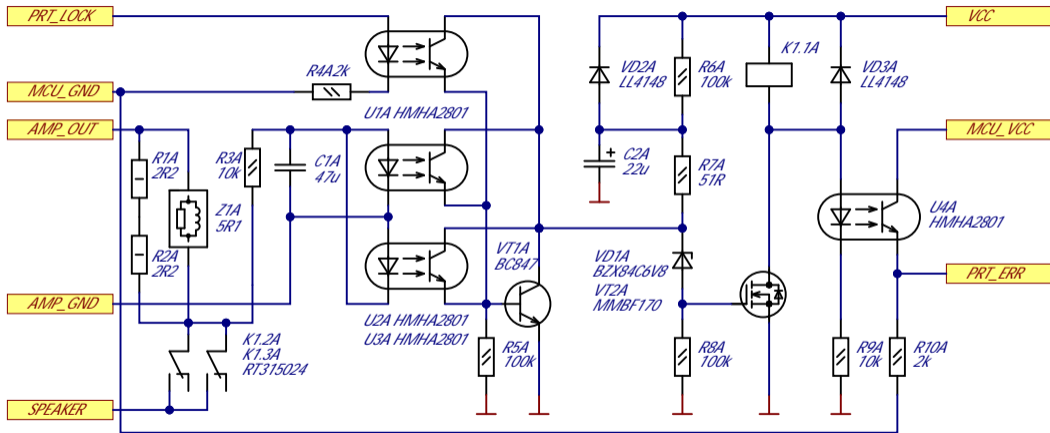 PRT_LOCK
VCC
K1.1A
VD2A
LL4148
R6A
100k
VD3A
LL4148
R4A 2k
MCU_GND
U1A HMHA2801
AMP_OUT
MCU_VCC
R1A
2R2
R3A
10k
C1A
47u
+
C2A
22u
R7A
51R
Z1A
5R1
U4A
HMHA2801
R2A
2R2
VT1A
BC847
VD1A
BZX84C6V8
VT2A
MMBF170
PRT_ERR
AMP_GND
U2A HMHA2801
U3A HMHA2801
K1.2A
K1.3A
RT315024
R5A
100k
R8A
100k
R9A
10k
R10A
2k
SPEAKER